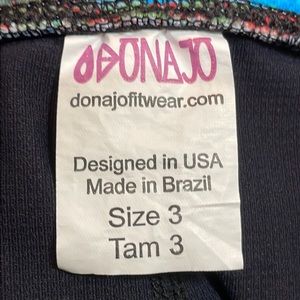 DONAJO
donajofitwear.com
Designed in USA
Made in Brazil
Size 3
Tam 3